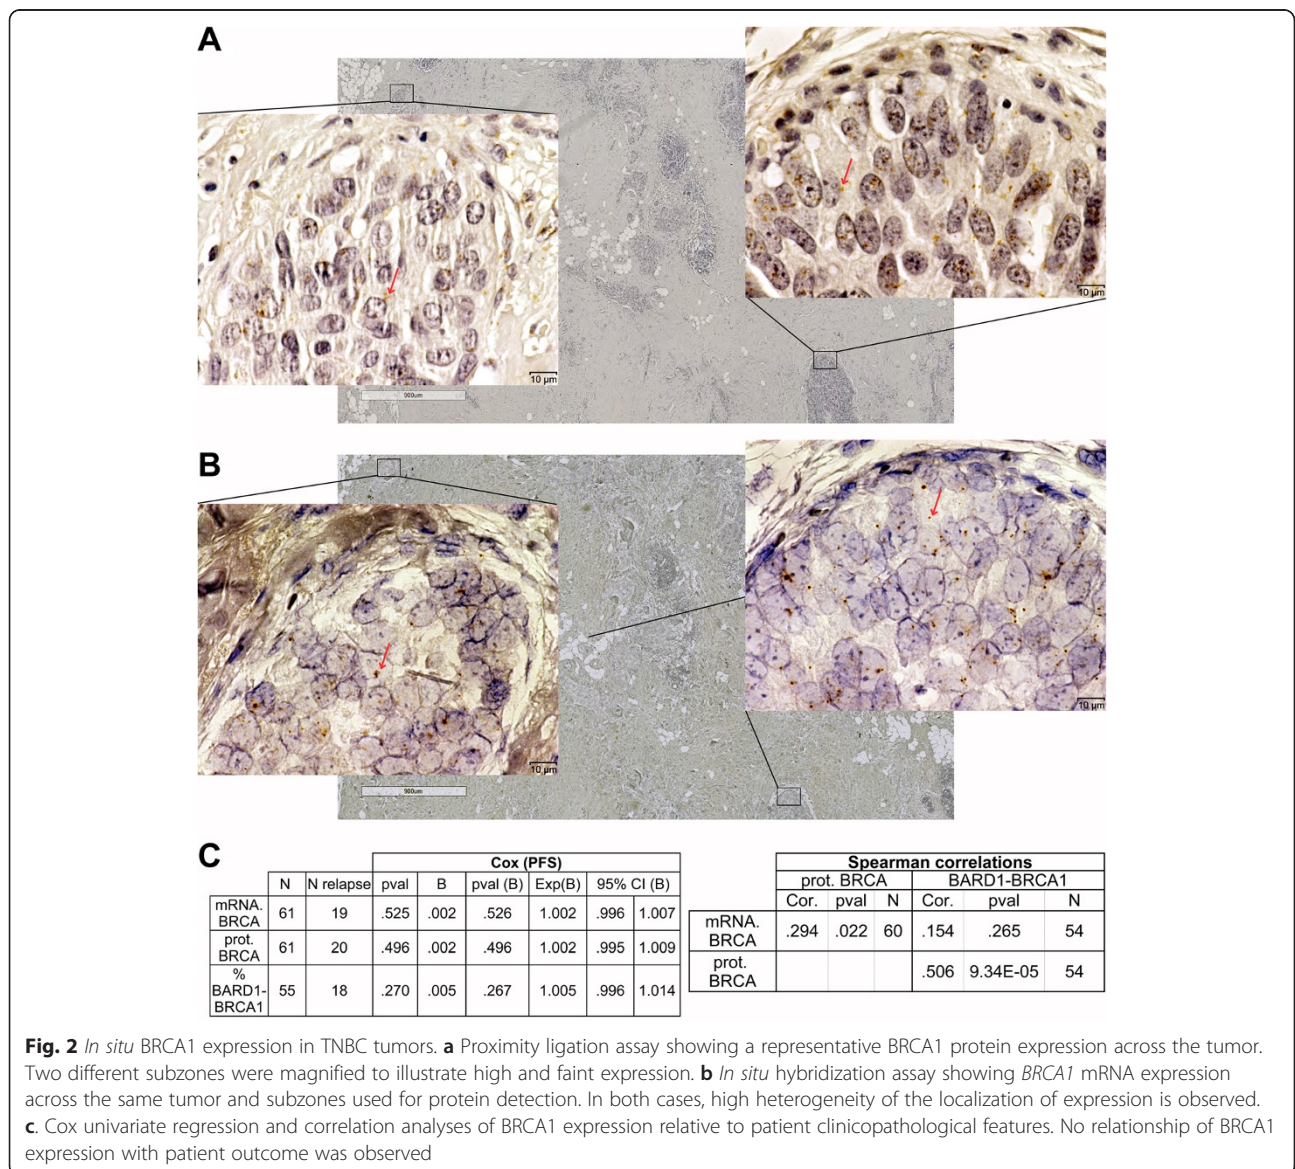 A
10 µm
10 µm
900um
B
10 µm
10 µm
900um
C
Cox (PFS)
N N relapse pval B pval (B) Exp(B) 95% CI (B)
mRNA. BRCA 61 19 .525 .002 .526 1.002 .996 1.007
prot. BRCA 61 20 .496 .002 .496 1.002 .995 1.009
% BARD1-BRCA1 55 18 .270 .005 .267 1.005 .996 1.014
Spearman correlations
prot. BRCA BARD1-BRCA1
Cor. pval N Cor. pval N
mRNA. BRCA .294 .022 60 .154 .265 54
prot. BRCA .506 9.34E-05 54
Fig. 2 In situ BRCA1 expression in TNBC tumors. a Proximity ligation assay showing a representative BRCA1 protein expression across the tumor.
Two different subzones were magnified to illustrate high and faint expression. b In situ hybridization assay showing BRCA1 mRNA expression
across the same tumor and subzones used for protein detection. In both cases, high heterogeneity of the localization of expression is observed.
c. Cox univariate regression and correlation analyses of BRCA1 expression relative to patient clinicopathological features. No relationship of BRCA1
expression with patient outcome was observed